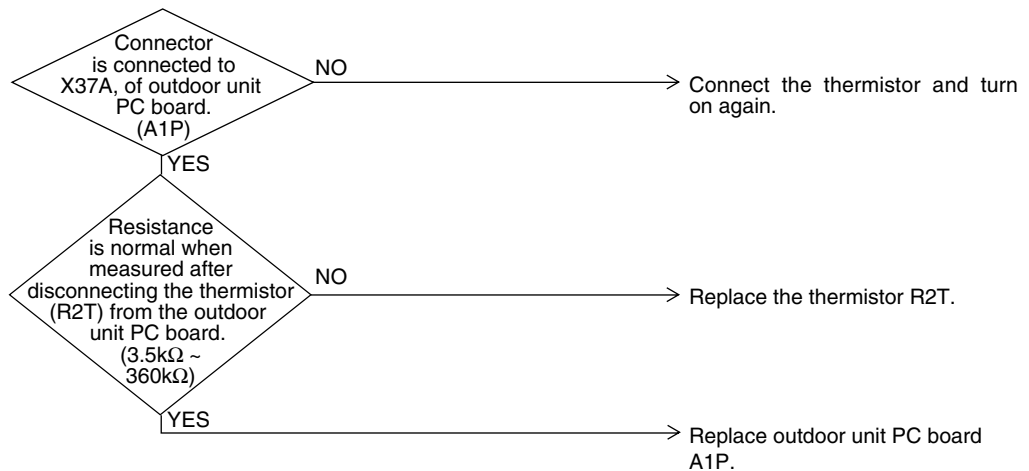 Connector
is connected to
X37A, of outdoor unit
PC board.
(A1P)
NO
Connect the thermistor and turn
on again.
YES
Resistance
is normal when
measured after
disconnecting the thermistor
(R2T) from the outdoor
unit PC board.
(3.5kΩ ~
360kΩ)
NO
Replace the thermistor R2T.
YES
Replace outdoor unit PC board
A1P.